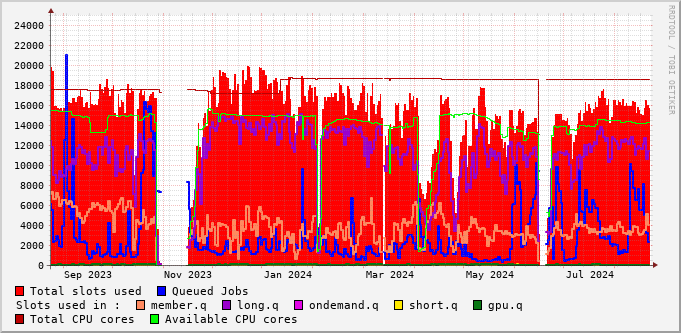 24000
22000
20000
18000
16000
14000
12000
10000
8000
6000
4000
2000
0
Sep 2023 Nov 2023 Jan 2024 Mar 2024 May 2024 Jul 2024
Total slots used Queued Jobs
Slots used in : member.q long.q ondemand.q short.q gpu.q
Total CPU cores Available CPU cores
RRDTOOL / TOBI OETIKER